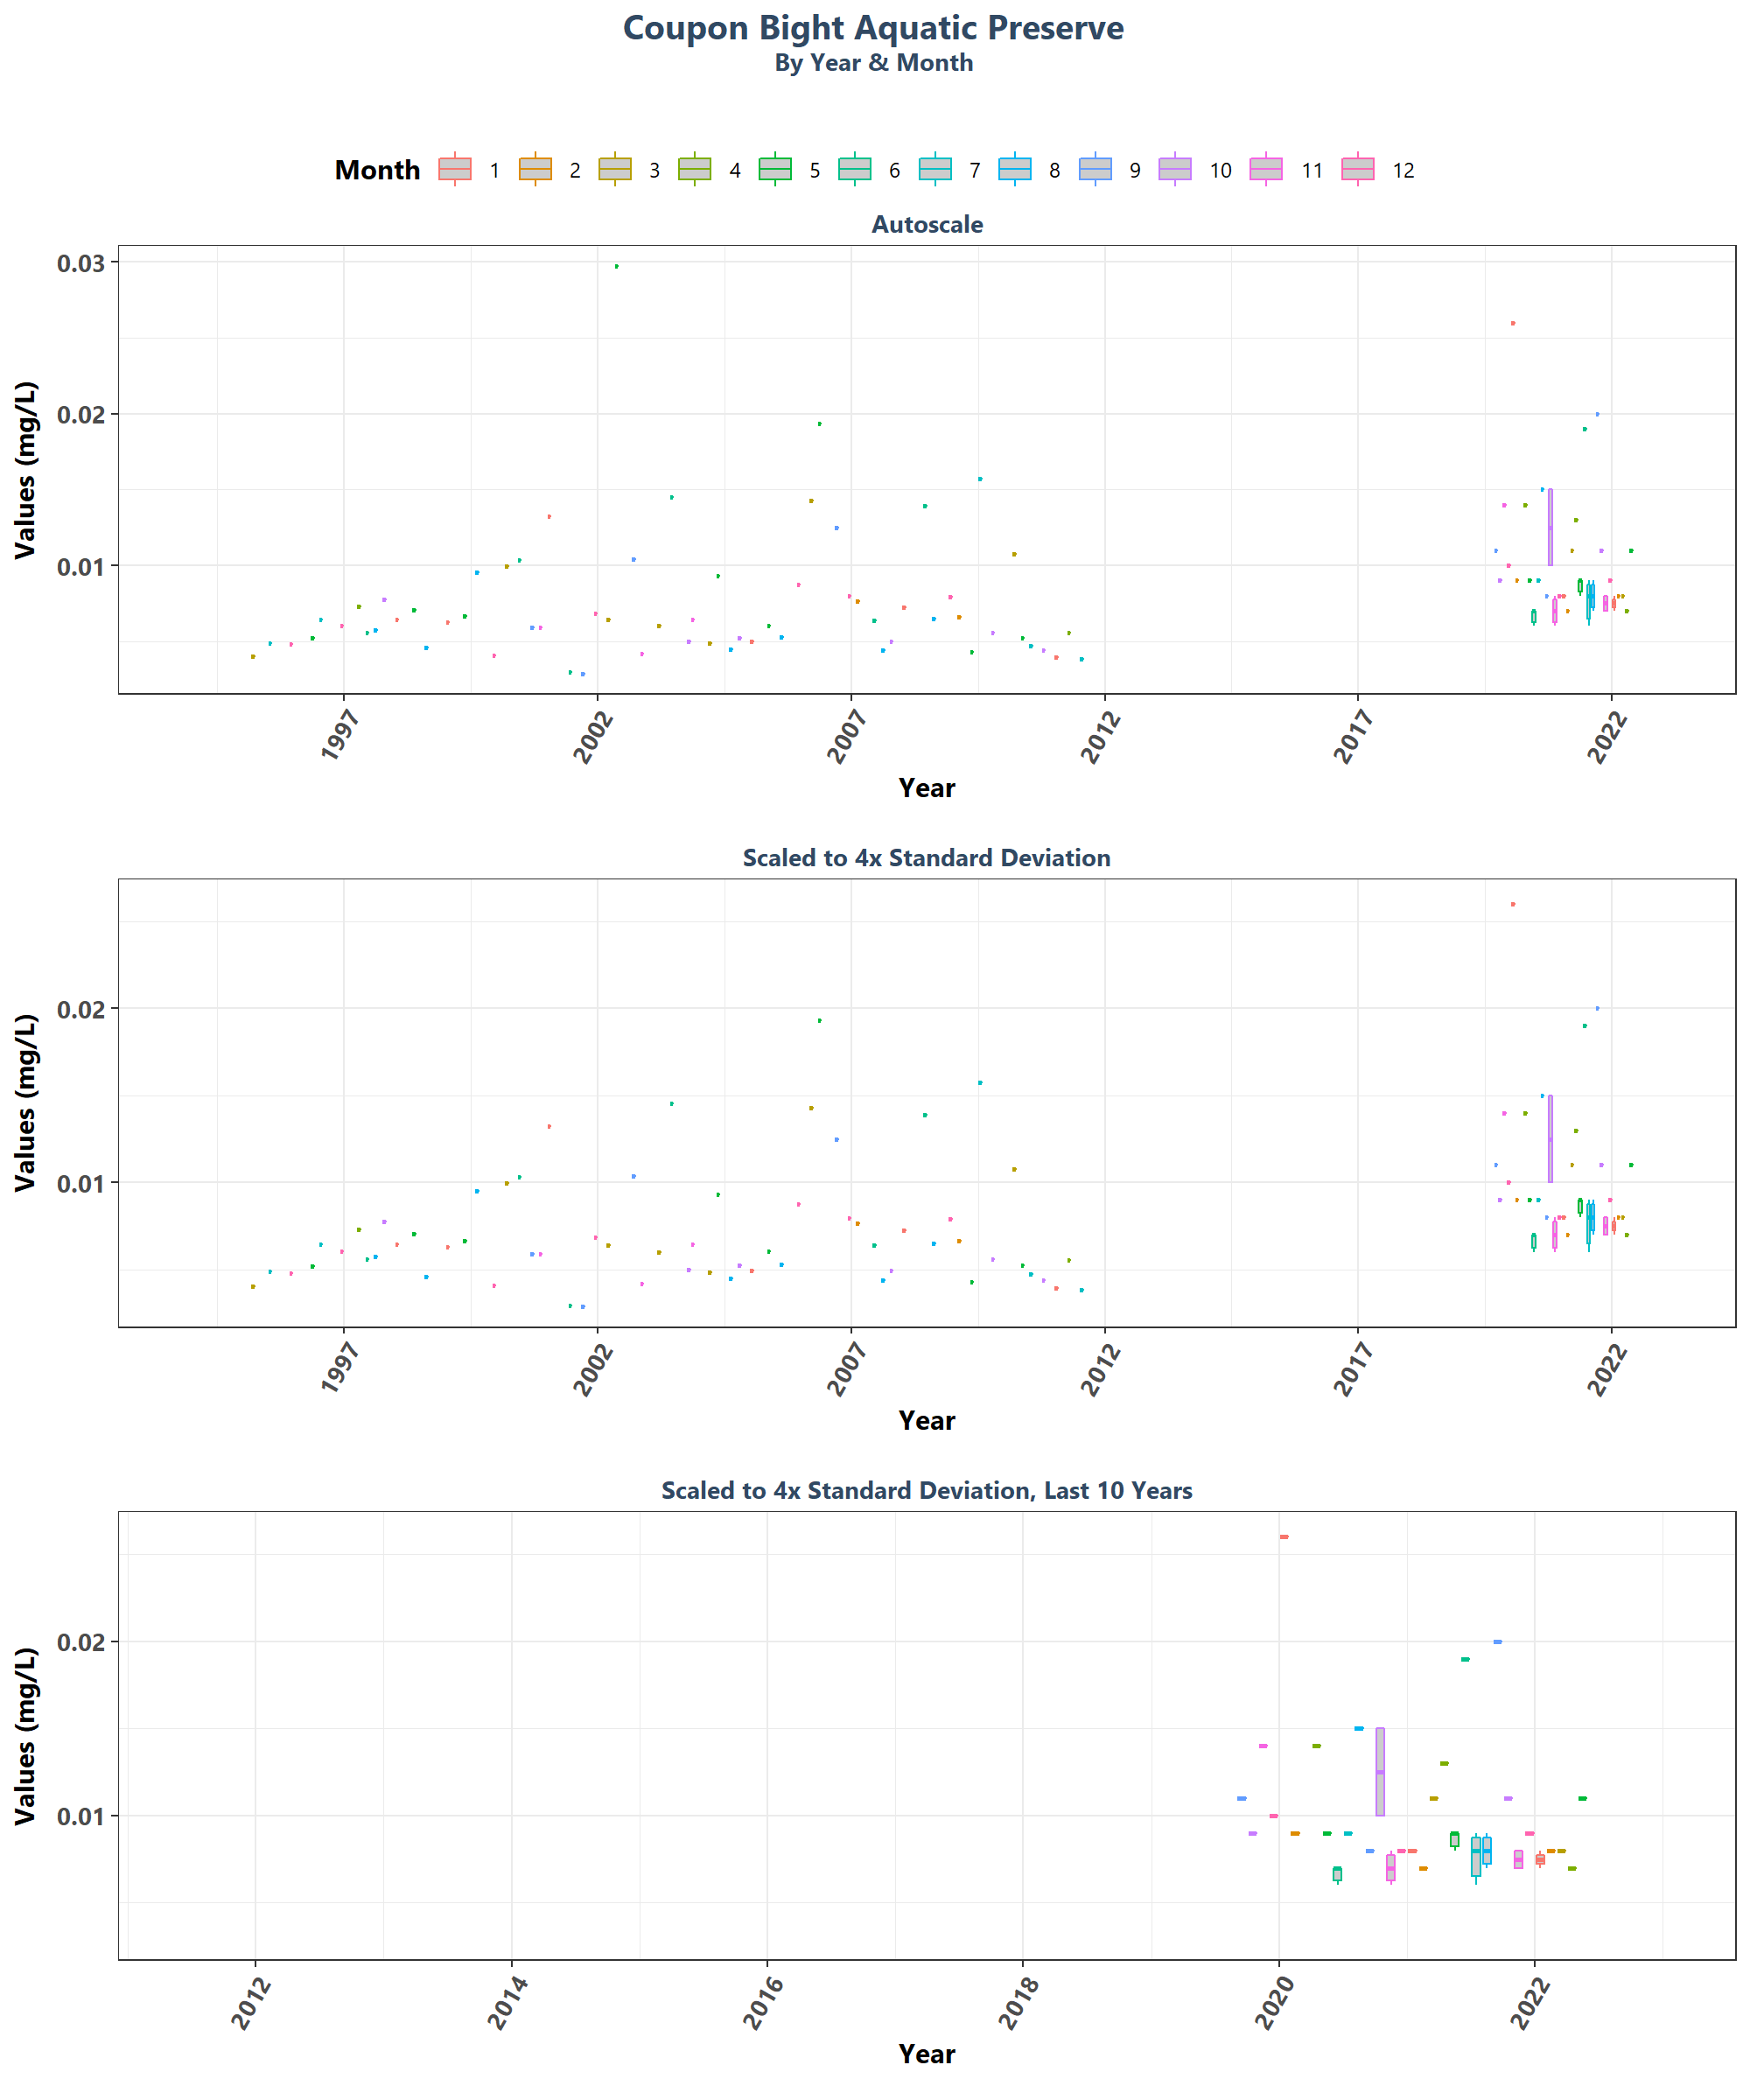 Coupon Bight Aquatic Preserve
By Year & Month
Month 1 2 3 4 5 6 7 8 9 10 11 12
Autoscale
Values (mg/L)
0.03
0.02
0.01
1997 2002 2007 2012 2017 2022
Year
Scaled to 4x Standard Deviation
Values (mg/L)
0.02
0.01
1997 2002 2007 2012 2017 2022
Year
Scaled to 4x Standard Deviation, Last 10 Years
Values (mg/L)
0.02
0.01
2012 2014 2016 2018 2020 2022
Year